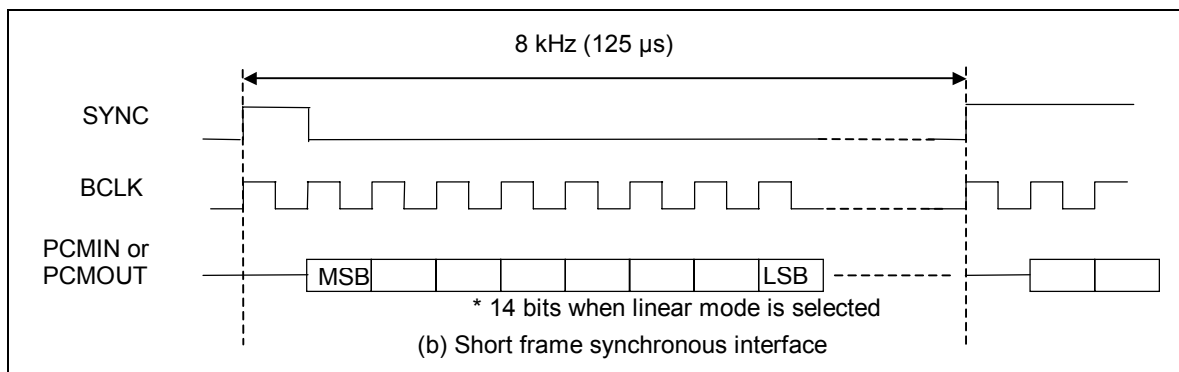 8 kHz (125 µs)
SYNC
BCLK
PCMIN or
PCMOUT
MSB
LSB
* 14 bits when linear mode is selected
(b) Short frame synchronous interface